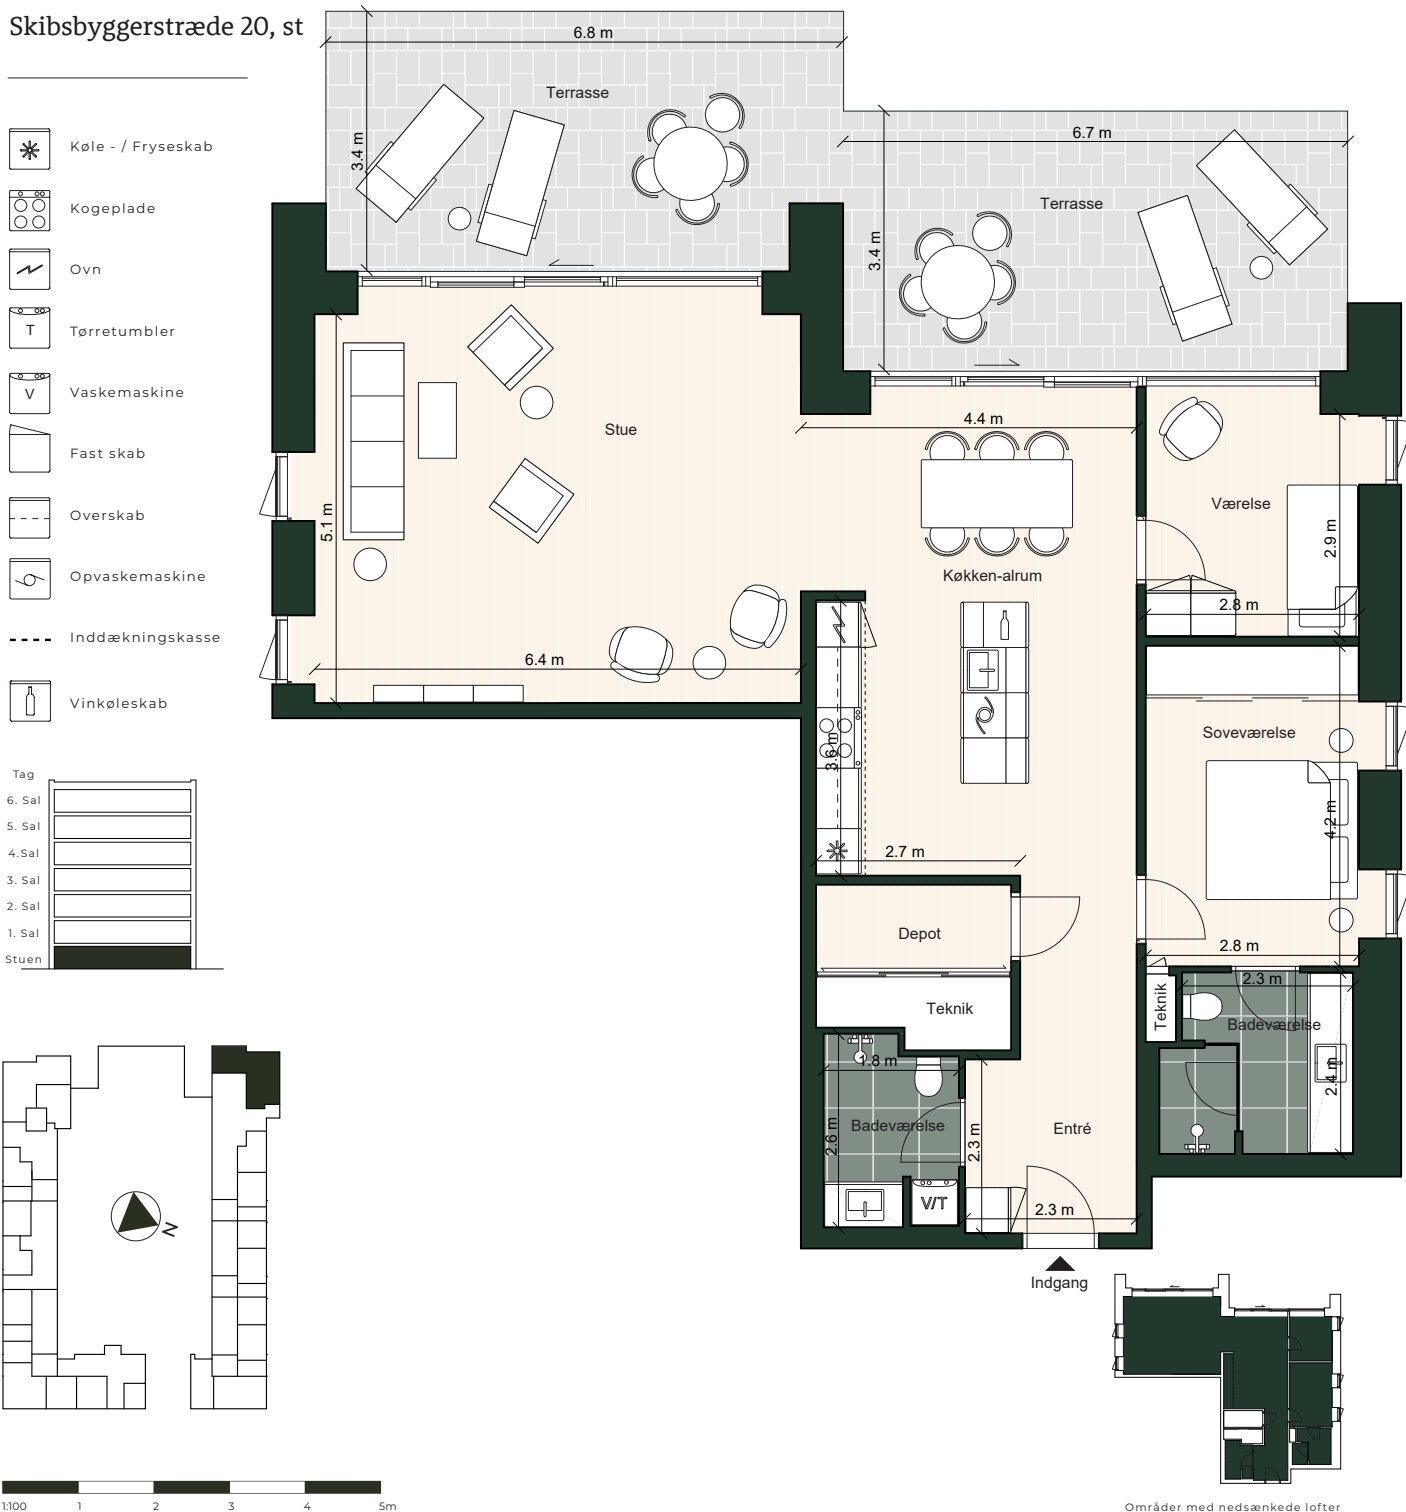 Skibsbyggerstræde 20, st
Køle - / Fryseskab
Kogeplade
Ovn
T
Tørretumbler
V
Vaskemaskine
Fast skab
Overskab
Opvaskemaskine
Inddækningskasse
Vinkøleskab
Tag
6. Sal
5. Sal
4.Sal
3. Sal
2. Sal
1. Sal
Stuen
6.8 m
Terrasse
3.4 m
6.7 m
Terrasse
3.4 m
Stue
5.1 m
6.4 m
4.4 m
Køkken-alrum
3.6 m
2.7 m
Værelse
2.9 m
2.8 m
Soveværelse
4.2 m
2.8 m
Depot
Teknik
Teknik
2.3 m
Badeværelse
2.4 m
1.8 m
Badeværelse
2.6 m
V/T
2.3 m
Entré
2.3 m
Indgang
N
1:100 1 2 3 4 5m
Områder med nedsænkede lofter